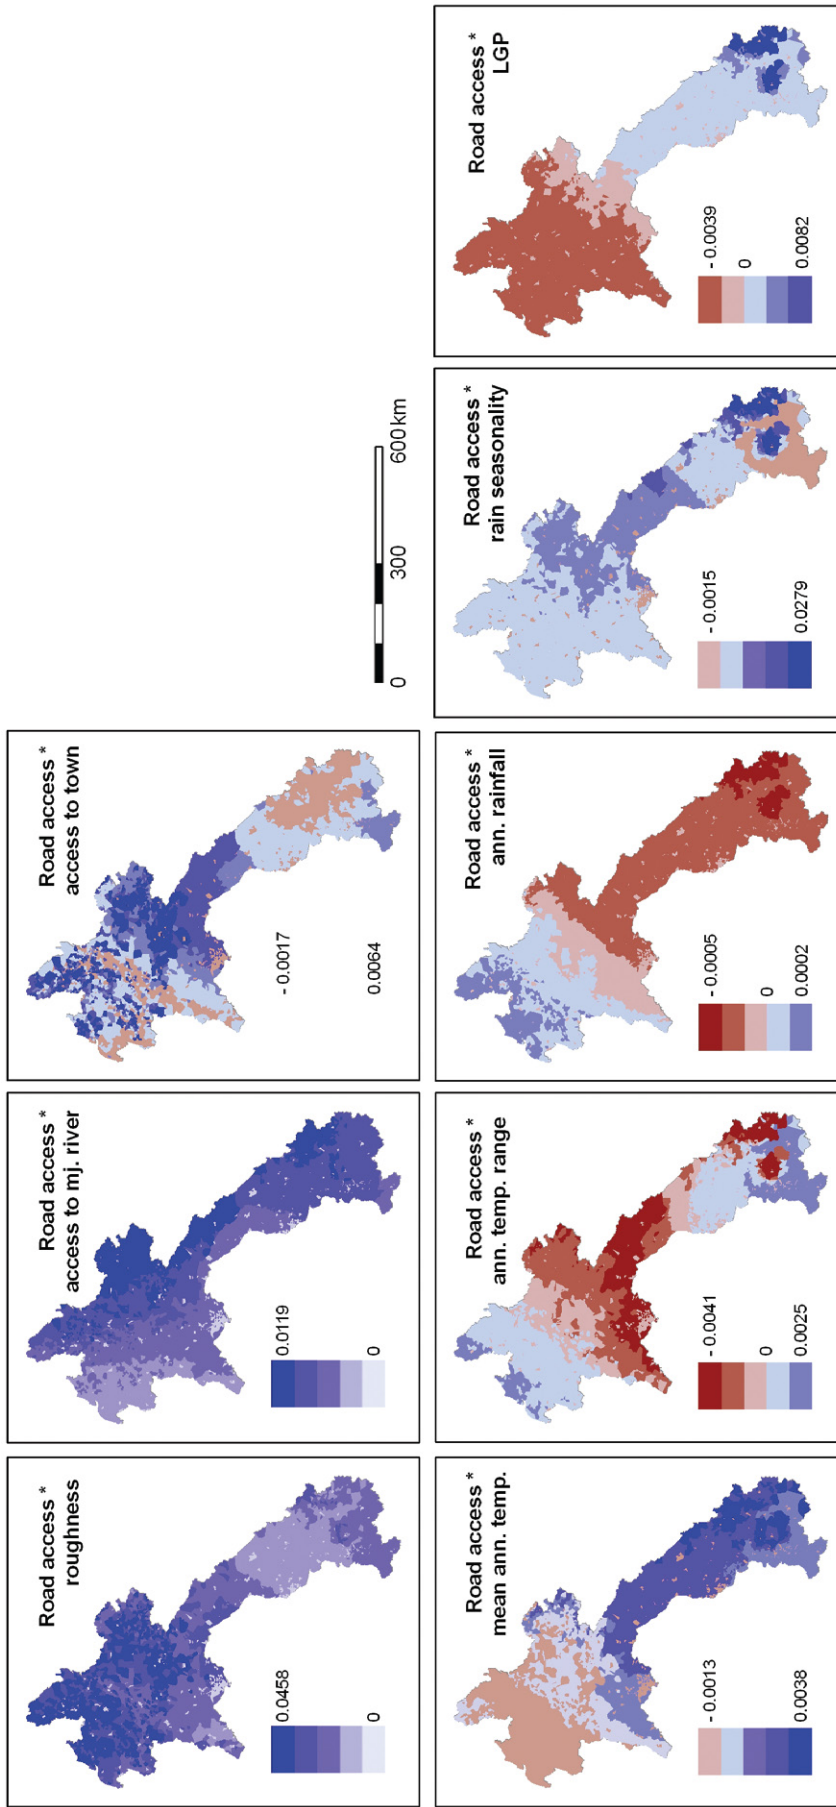 Road access *
roughness
0.0458
0
Road access *
access to mj. river
0.0119
0
Road access *
access to town
- 0.0017
0.0064
0
300
600 km
Road access *
mean ann. temp.
- 0.0013
0.0038
Road access *
ann. temp. range
- 0.0041
0
0.0025
Road access *
ann. rainfall
- 0.0005
0
0.0002
Road access *
rain seasonality
- 0.0015
0.0279
Road access *
LGP
- 0.0039
0
0.0082